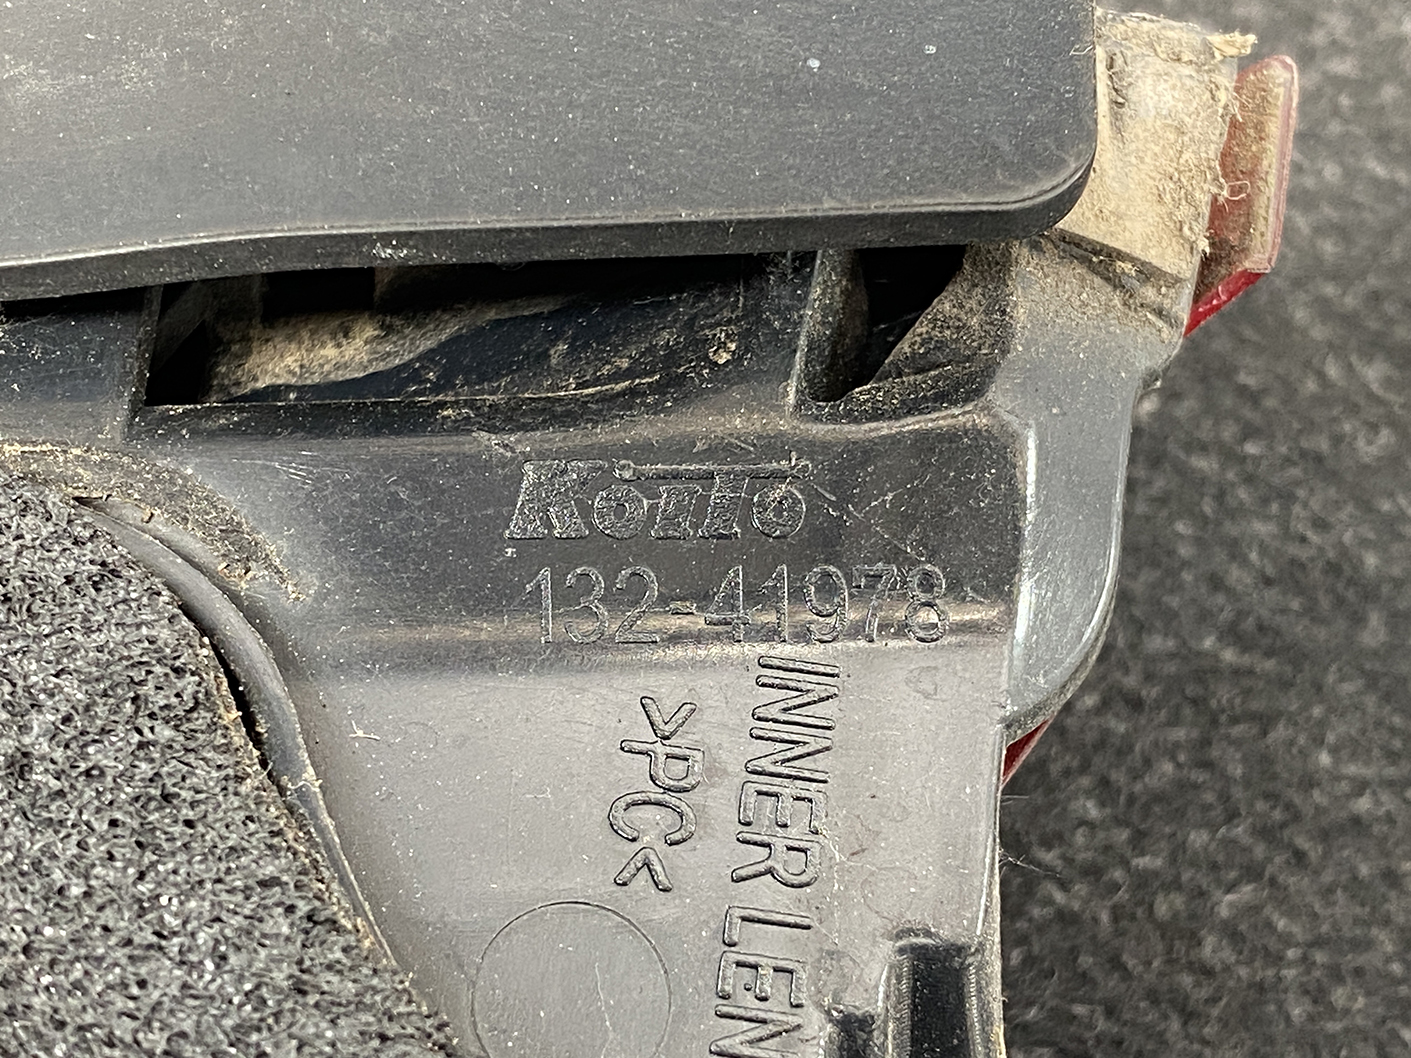 Koito
132-41978
INNER LEN
>PC<